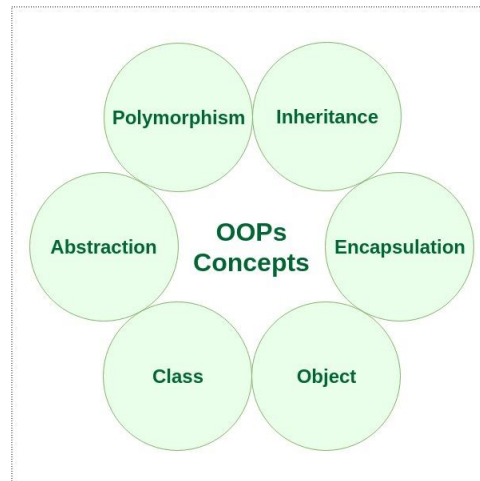 Polymorphism
Inheritance
Abstraction
OOPs
Concepts
Encapsulation
Class
Object